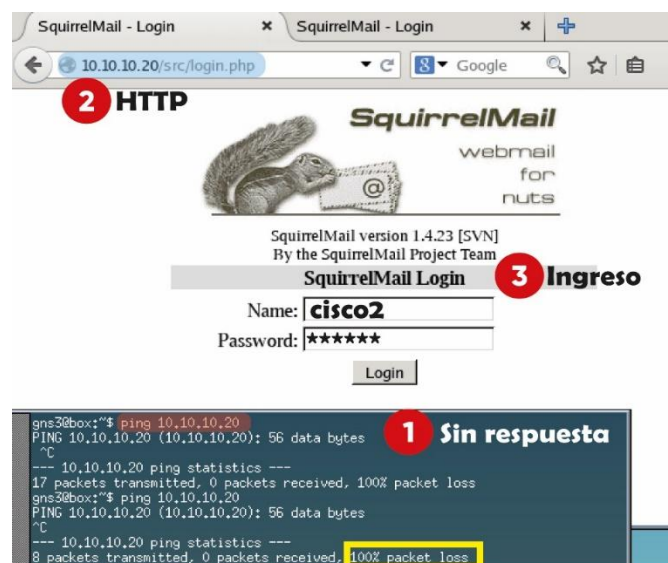 SquirrelMail - Login × SquirrelMail - Login ×
10.10.10.20/src/login.php Google
2 HTTP
SquirrelMail
webmail
for
nuts
@
SquirrelMail version 1.4.23 [SVN]
By the SquirrelMail Project Team
SquirrelMail Login 3 Ingreso
Name: cisco2
Password: ******
Login
gns3@box:~$ ping 10.10.10.20
PING 10.10.10.20 (10.10.10.20): 56 data bytes
1 Sin respuesta
^C
--- 10.10.10.20 ping statistics ---
17 packets transmitted, 0 packets received, 100% packet loss
gns3@box:~$ ping 10.10.10.20
PING 10.10.10.20 (10.10.10.20): 56 data bytes
^C
--- 10.10.10.20 ping statistics ---
8 packets transmitted, 0 packets received, 100% packet loss